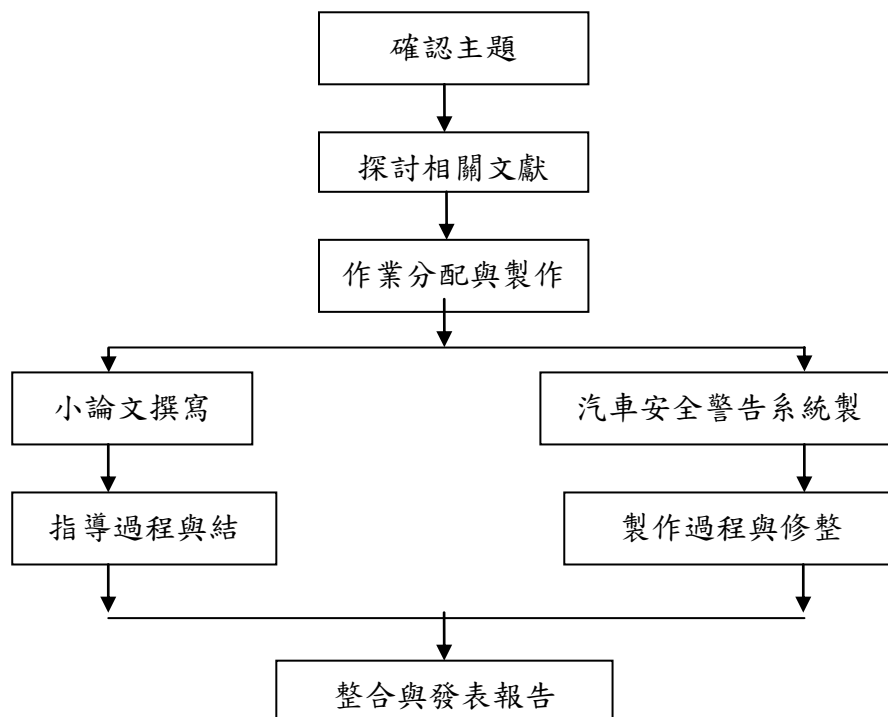 確認主題
探討相關文獻
作業分配與製作
小論文撰寫
汽車安全警告系統製
指導過程與結
製作過程與修整
整合與發表報告